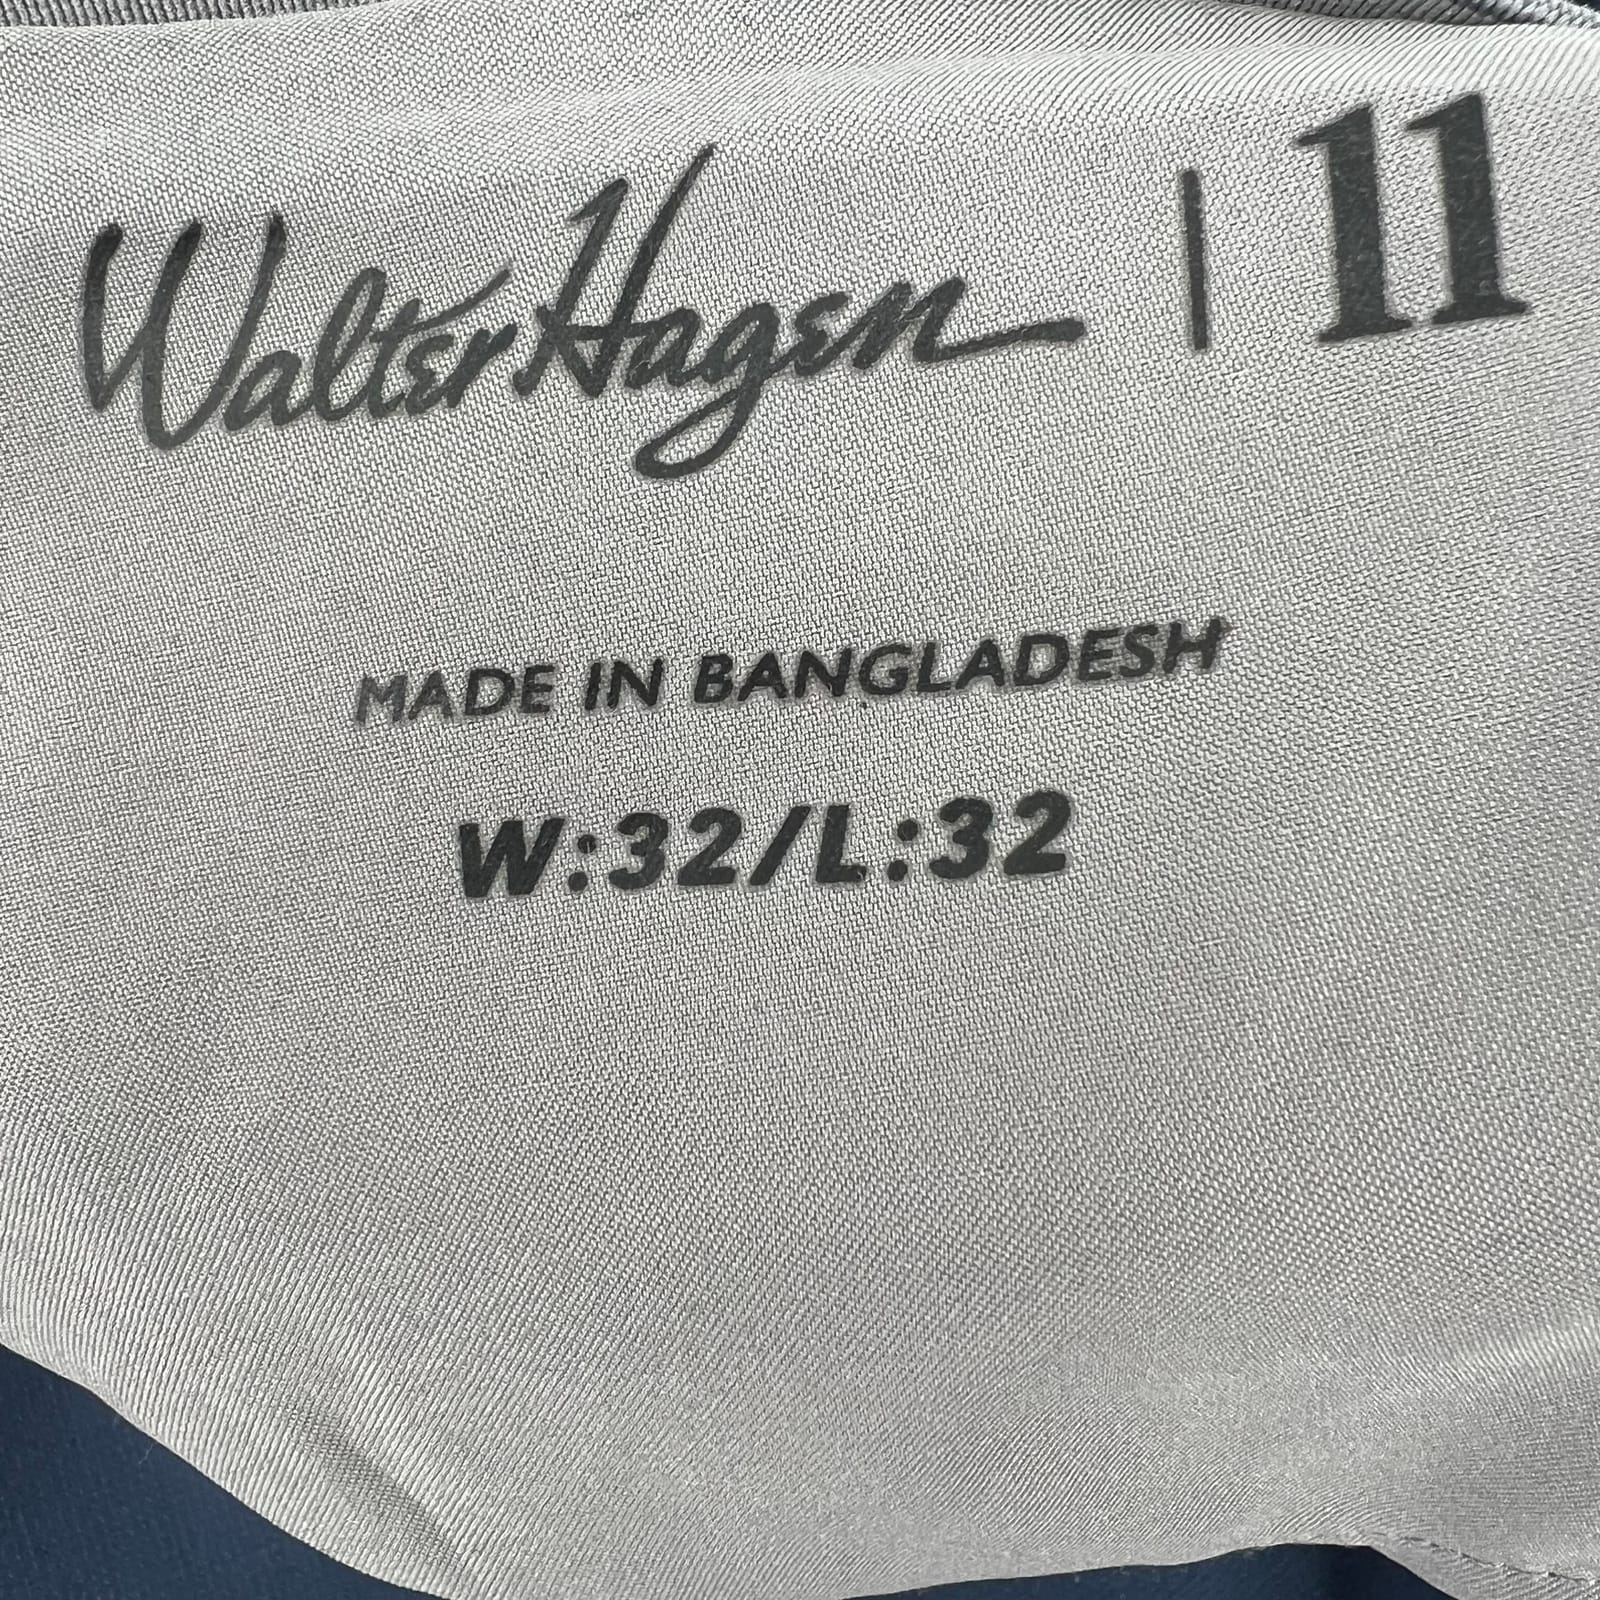 Walter Hagen | 11
MADE IN BANGLADESH
W:32/L:32